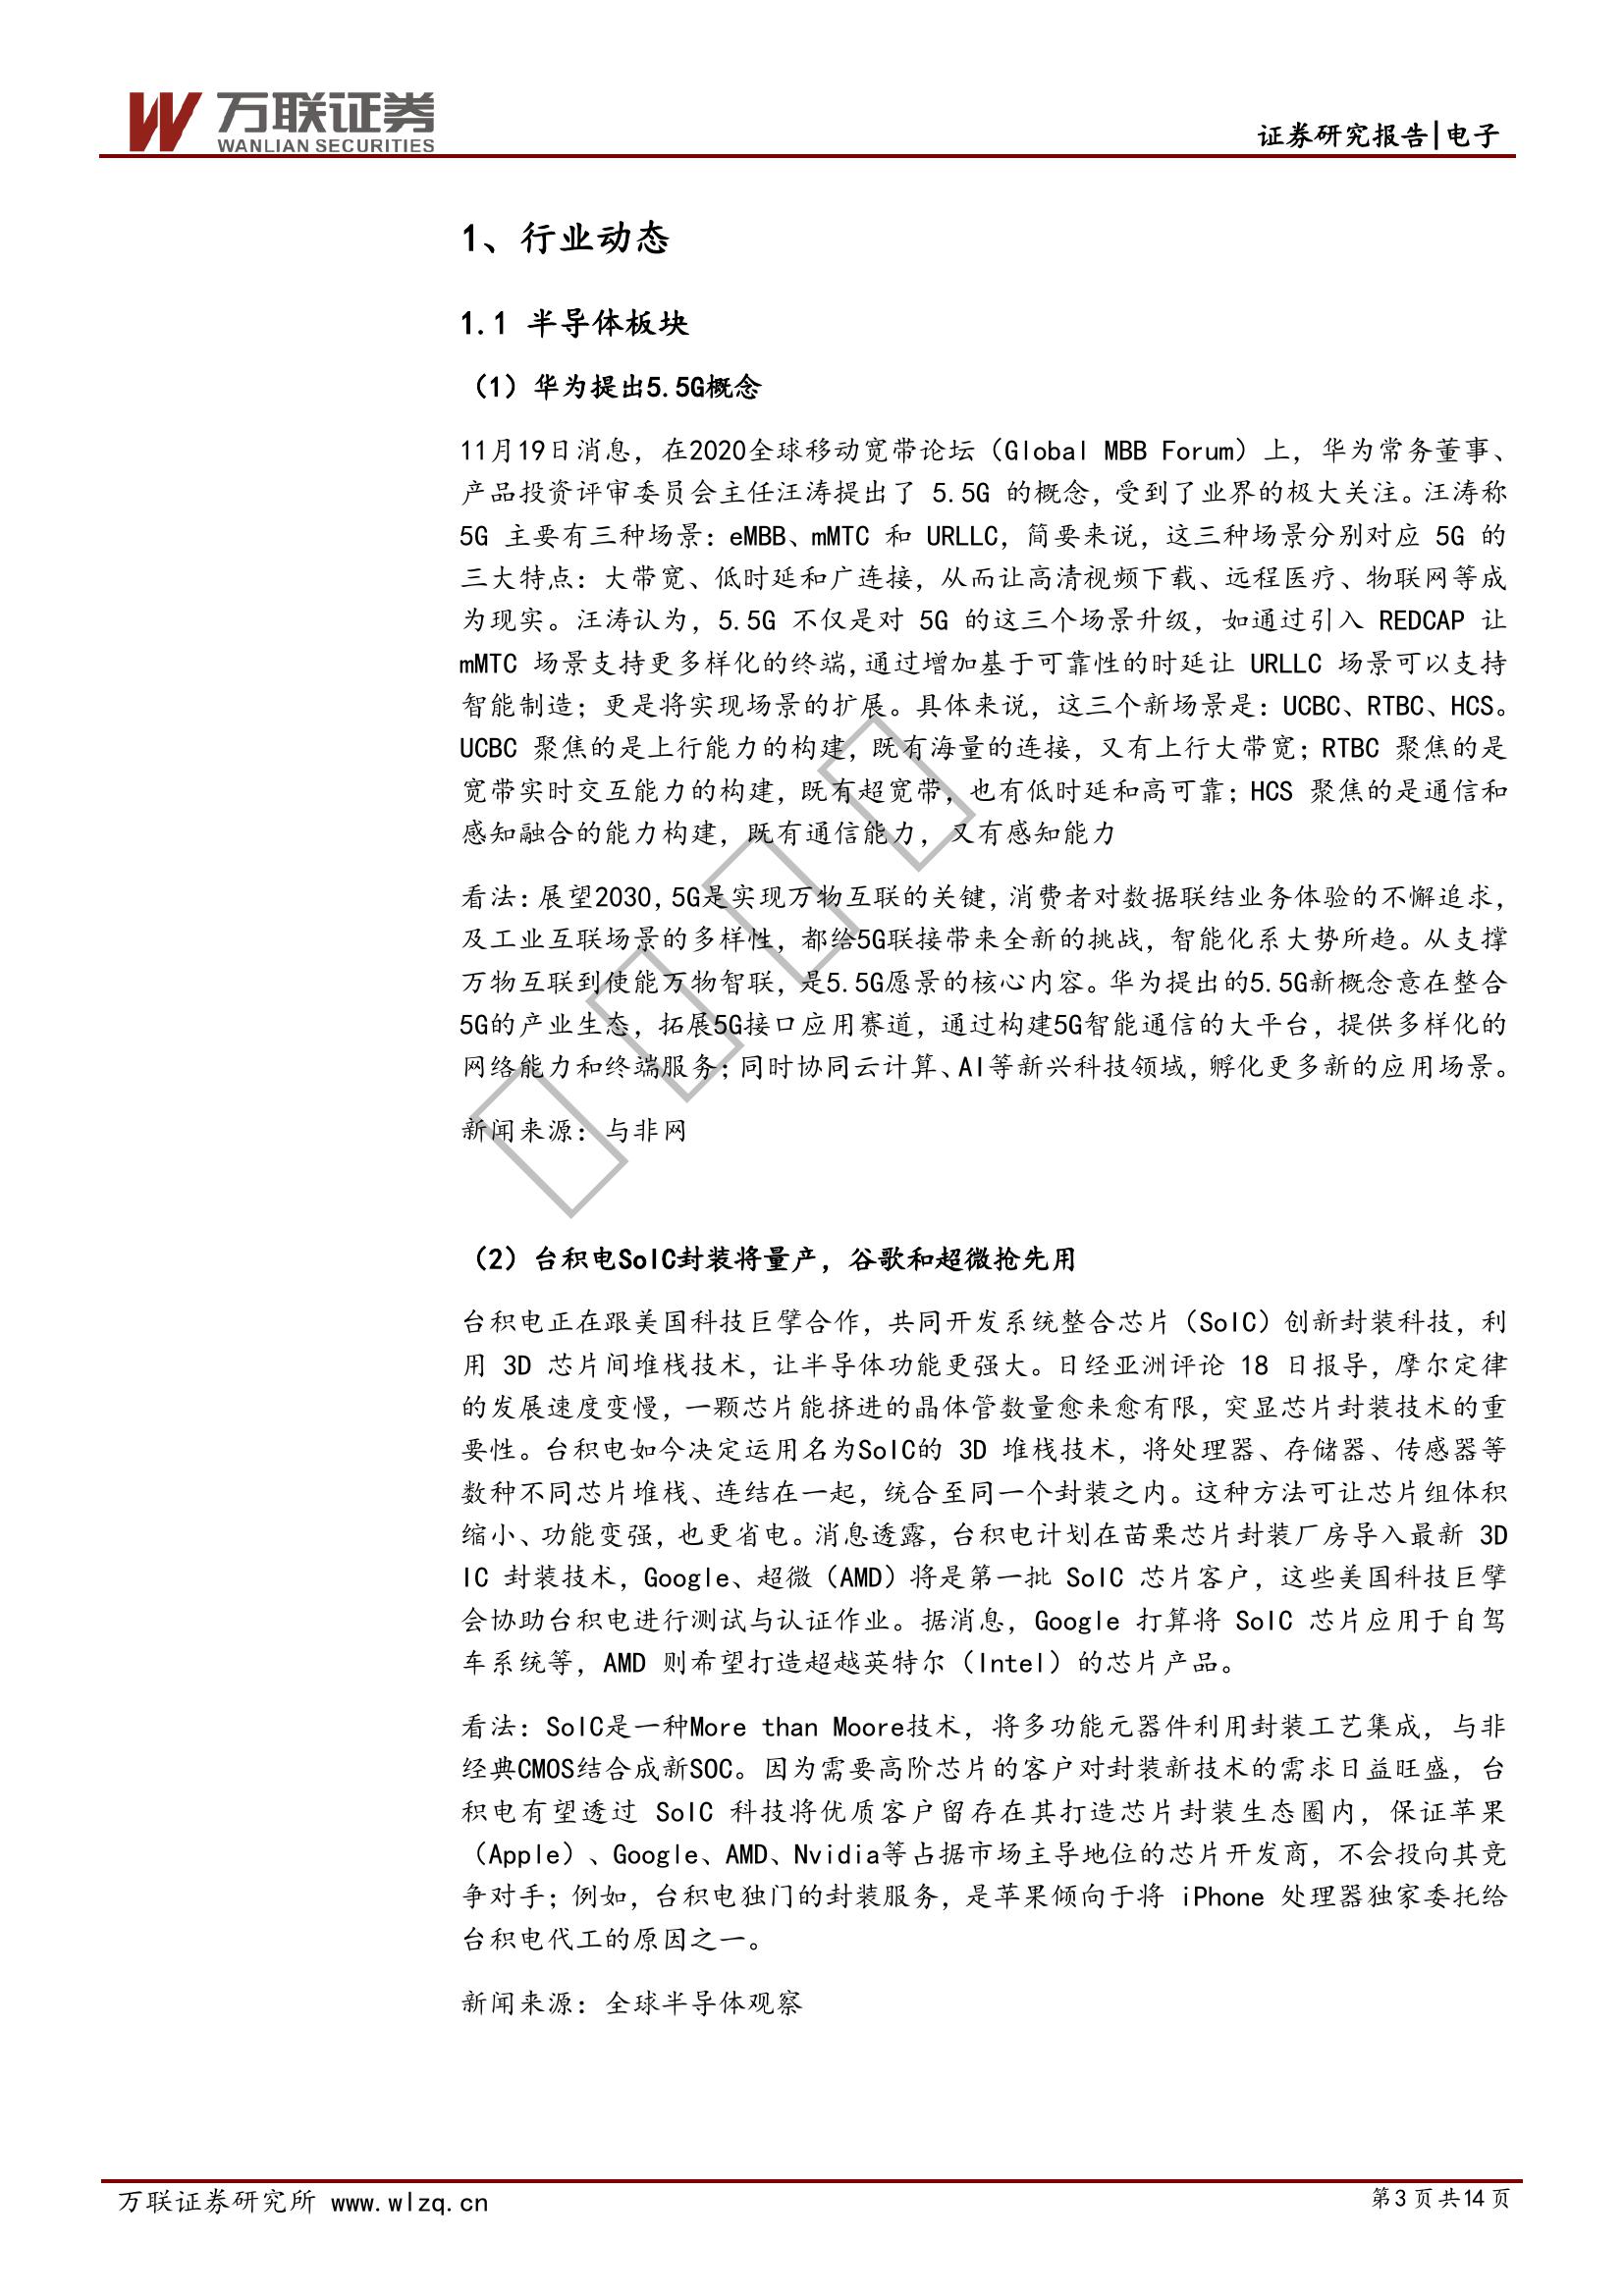 万联证券
WANLIAN SECURITIES
证券研究报告|电子
1、行业动态
1.1 半导体板块
（1）华为提出5.5G概念
11月19日消息，在2020全球移动宽带论坛（Global MBB Forum）上，华为常务董事、
产品投资评审委员会主任汪涛提出了 5.5G 的概念，受到了业界的极大关注。汪涛称
5G 主要有三种场景：eMBB、mMTC 和 URLLC，简要来说，这三种场景分别对应 5G 的
三大特点：大带宽、低时延和广连接，从而让高清视频下载、远程医疗、物联网等成
为现实。汪涛认为，5.5G 不仅是对 5G 的这三个场景升级，如通过引入 REDCAP 让
mMTC 场景支持更多样化的终端，通过增加基于可靠性的时延让 URLLC 场景可以支持
智能制造；更是将实现场景的扩展。具体来说，这三个新场景是：UCBC、RTBC、HCS。
UCBC 聚焦的是上行能力的构建，既有海量的连接，又有上行大带宽；RTBC 聚焦的是
宽带实时交互能力的构建，既有超宽带，也有低时延和高可靠；HCS 聚焦的是通信和
感知融合的能力构建，既有通信能力，又有感知能力
看法：展望2030，5G是实现万物互联的关键，消费者对数据联结业务体验的不懈追求，
及工业互联场景的多样性，都给5G联接带来全新的挑战，智能化系大势所趋。从支撑
万物互联到使能万物智联，是5.5G愿景的核心内容。华为提出的5.5G新概念意在整合
5G的产业生态，拓展5G接口应用赛道，通过构建5G智能通信的大平台，提供多样化的
网络能力和终端服务；同时协同云计算、AI等新兴科技领域，孵化更多新的应用场景。
新闻来源：与非网
（2）台积电SoIC封装将量产，谷歌和超微抢先用
台积电正在跟美国科技巨擘合作，共同开发系统整合芯片（SoIC）创新封装科技，利
用 3D 芯片间堆栈技术，让半导体功能更强大。日经亚洲评论 18 日报导，摩尔定律
的发展速度变慢，一颗芯片能挤进的晶体管数量愈来愈有限，突显芯片封装技术的重
要性。台积电如今决定运用名为SoIC的 3D 堆栈技术，将处理器、存储器、传感器等
数种不同芯片堆栈、连结在一起，统合至同一个封装之内。这种方法可让芯片组体积
缩小、功能变强，也更省电。消息透露，台积电计划在苗栗芯片封装厂房导入最新 3D
IC 封装技术，Google、超微（AMD）将是第一批 SoIC 芯片客户，这些美国科技巨擘
会协助台积电进行测试与认证作业。据消息，Google 打算将 SoIC 芯片应用于自驾
车系统等，AMD 则希望打造超越英特尔（Intel）的芯片产品。
看法：SoIC是一种More than Moore技术，将多功能元器件利用封装工艺集成，与非
经典CMOS结合成新SOC。因为需要高阶芯片的客户对封装新技术的需求日益旺盛，台
积电有望透过 SoIC 科技将优质客户留存在其打造芯片封装生态圈内，保证苹果
（Apple）、Google、AMD、Nvidia等占据市场主导地位的芯片开发商，不会投向其竞
争对手；例如，台积电独门的封装服务，是苹果倾向于将 iPhone 处理器独家委托给
台积电代工的原因之一。
新闻来源：全球半导体观察
万联证券研究所 www.wlzq.cn
第3页共14页